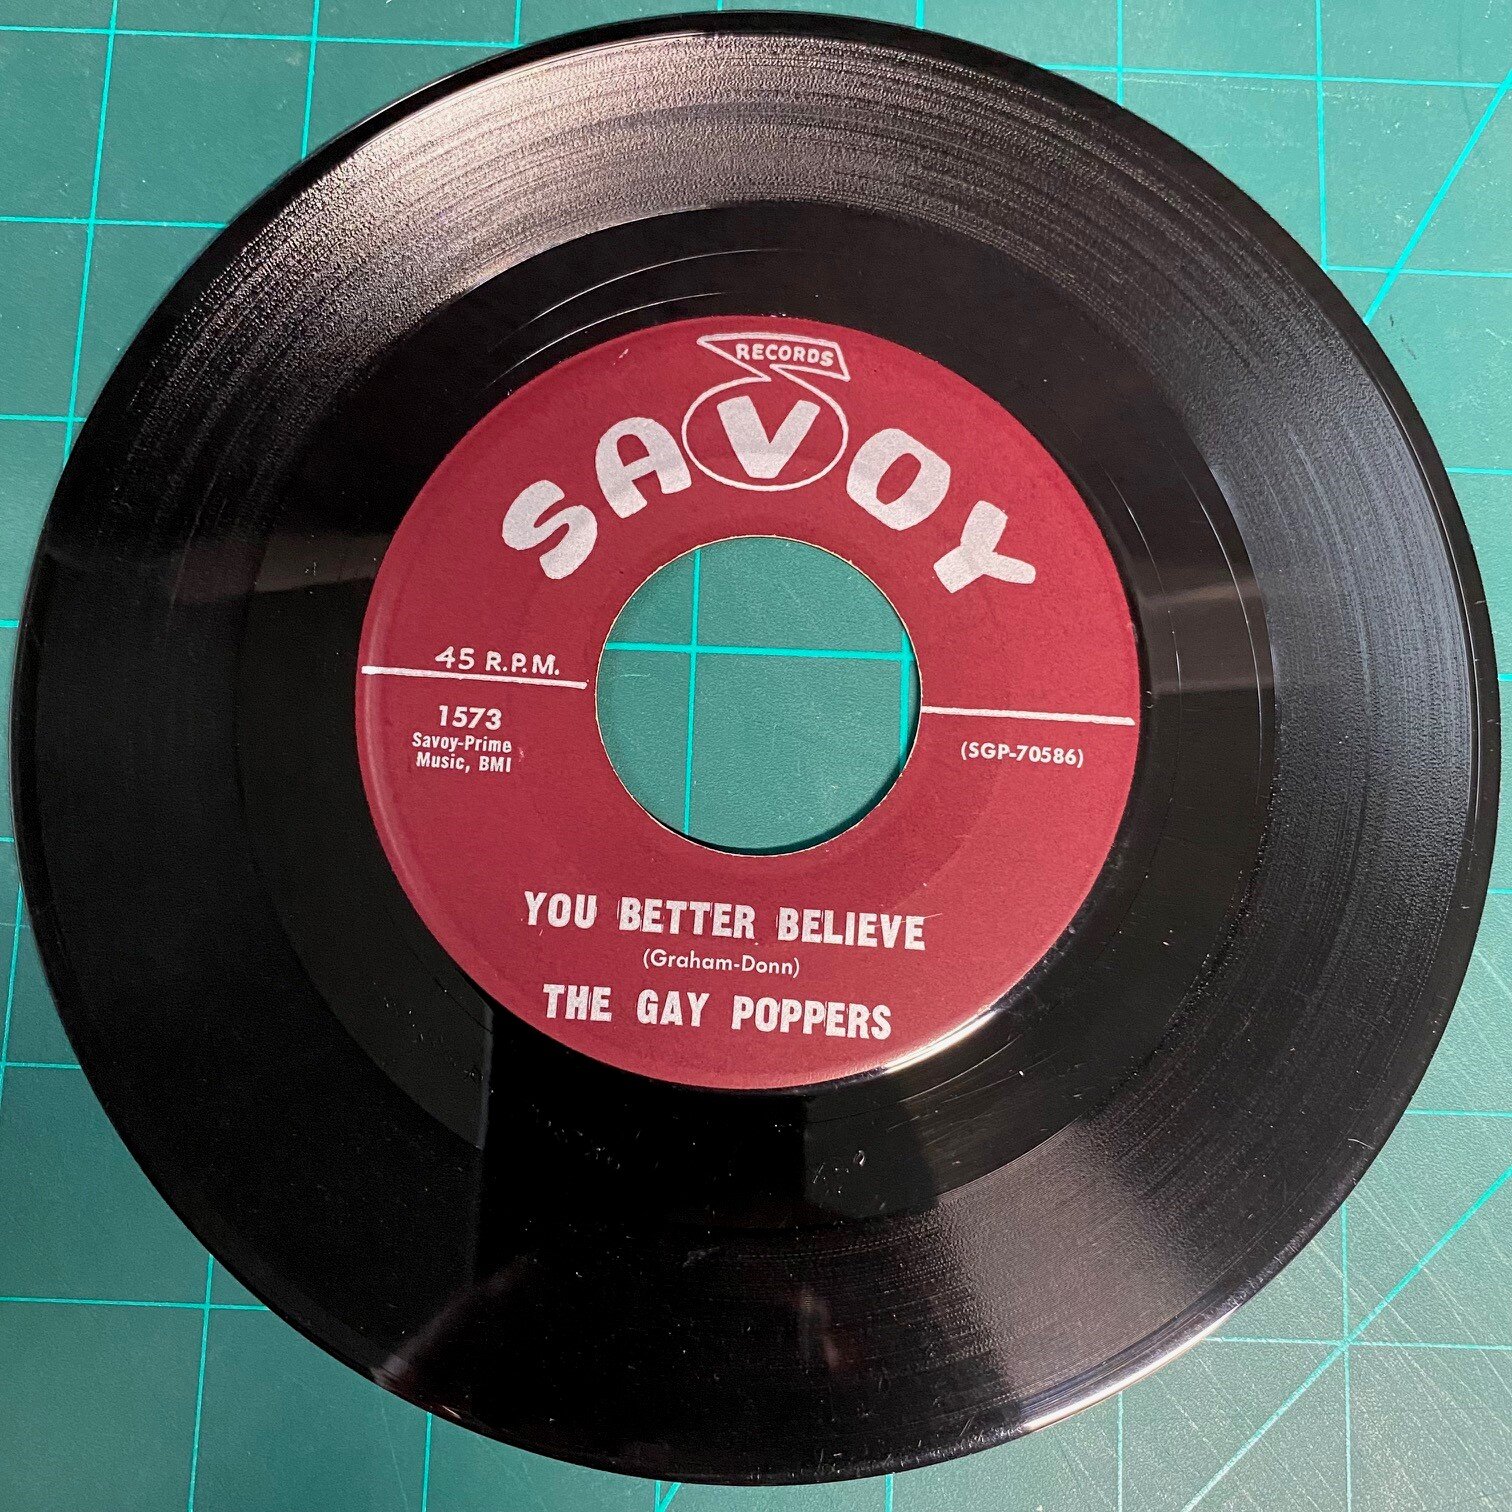 RECORDS
SAVOY
45 R.P.M.
1573
Savoy-Prime
Music, BMI
(SGP-70586)
YOU BETTER BELIEVE
(Graham-Donn)
THE GAY POPPERS